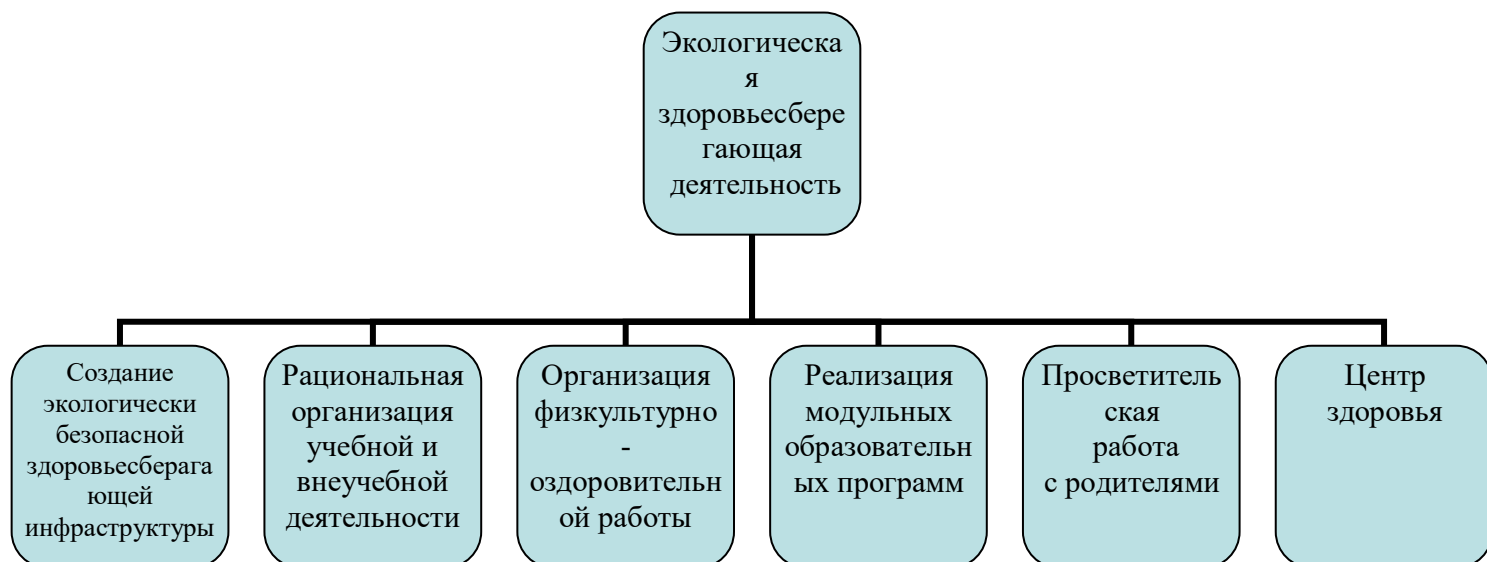 Экологическа
я
здоровьесбере
гающая
деятельность
Создание
экологически
безопасной
здоровьесберага
ющей
инфраструктуры
Рациональная
организация
учебной и
внеучебной
деятельности
Организация
физкультурно
-
оздоровительн
ой работы
Реализация
модульных
образовательн
ых программ
Просветитель
ская
работа
с родителями
Центр
здоровья